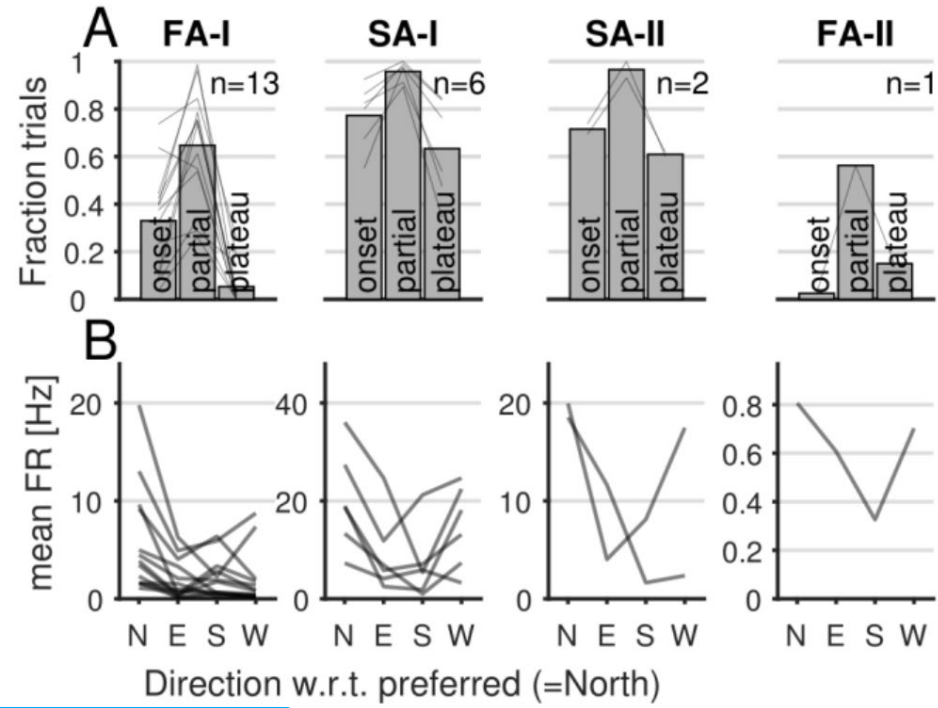 A
FA-I SA-I SA-II FA-II
Fraction trials
1
0.8
0.6
0.4
0.2
0
n=13
onset
partial
plateau
n=6
onset
partial
plateau
n=2
onset
partial
plateau
n=1
onset
partial
plateau
B
mean FR [Hz]
20
10
0
N E S W
40
20
0
N E S W
20
10
0
N E S W
0.8
0.6
0.4
0.2
0
N E S W
Direction w.r.t. preferred (=North)